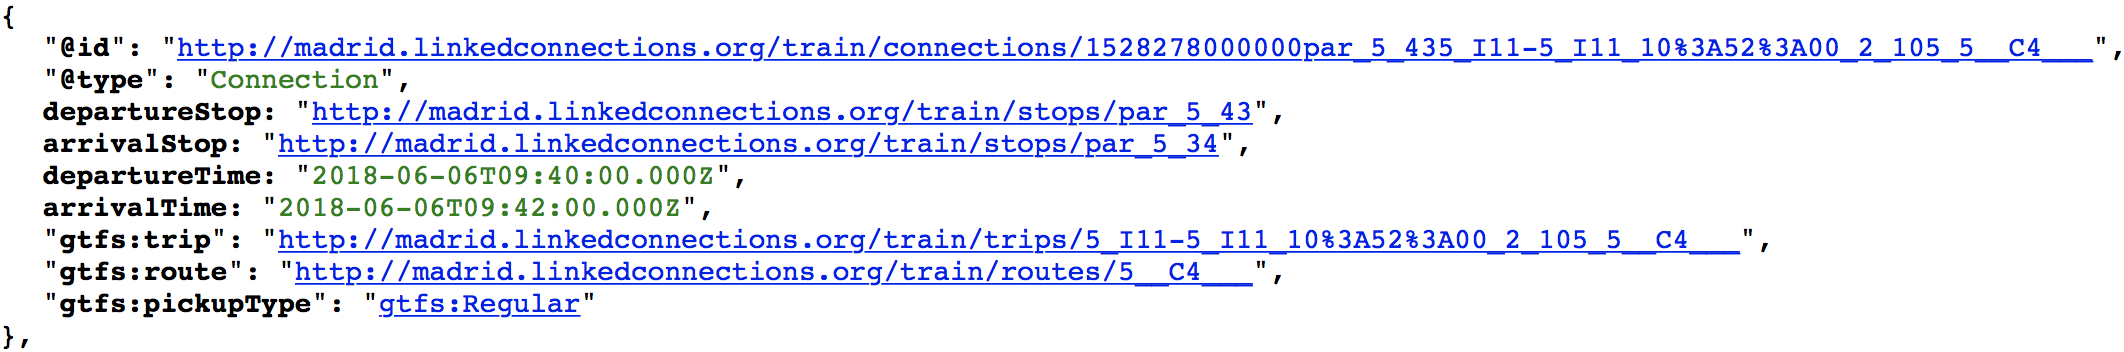 {
"@id": "http://madrid.linkedconnections.org/train/connections/1528278000000par_5_435_I11-5_I11_10%3A52%3A00_2_105_5__C4___",
"@type": "Connection",
departureStop: "http://madrid.linkedconnections.org/train/stops/par_5_43",
arrivalStop: "http://madrid.linkedconnections.org/train/stops/par_5_34",
departureTime: "2018-06-06T09:40:00.000Z",
arrivalTime: "2018-06-06T09:42:00.000Z",
"gtfs:trip": "http://madrid.linkedconnections.org/train/trips/5_I11-5_I11_10%3A52%3A00_2_105_5__C4___",
"gtfs:route": "http://madrid.linkedconnections.org/train/routes/5__C4___",
"gtfs:pickupType": "gtfs:Regular"
},